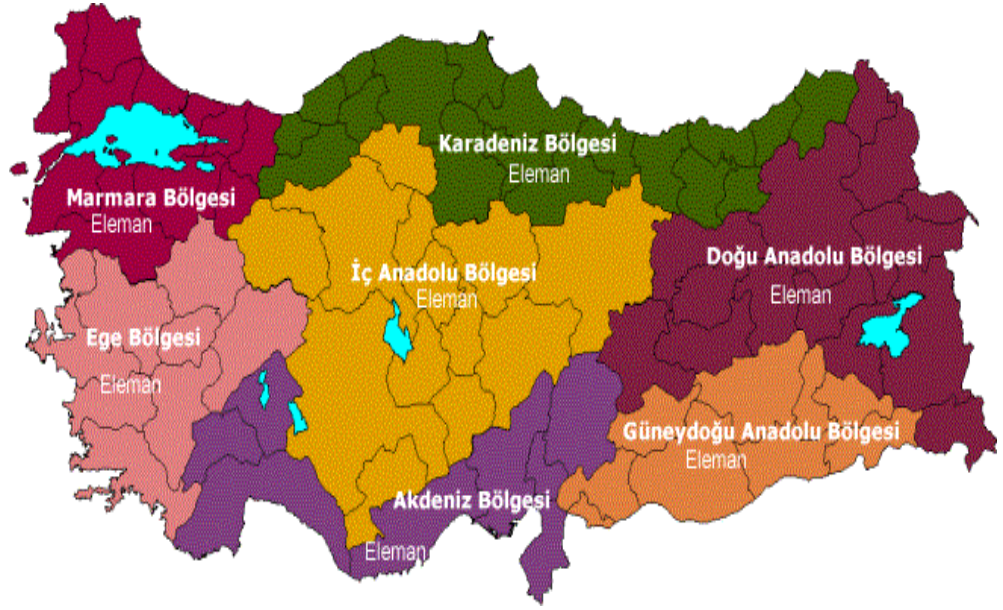 Karadeniz Bölgesi
Eleman
Marmara Bölgesi
Eleman
Doğu Anadolu Bölgesi
Eleman
İç Anadolu Bölgesi
Eleman
Ege Bölgesi
Eleman
Güneydoğu Anadolu Bölgesi
Eleman
Akdeniz Bölgesi
Eleman